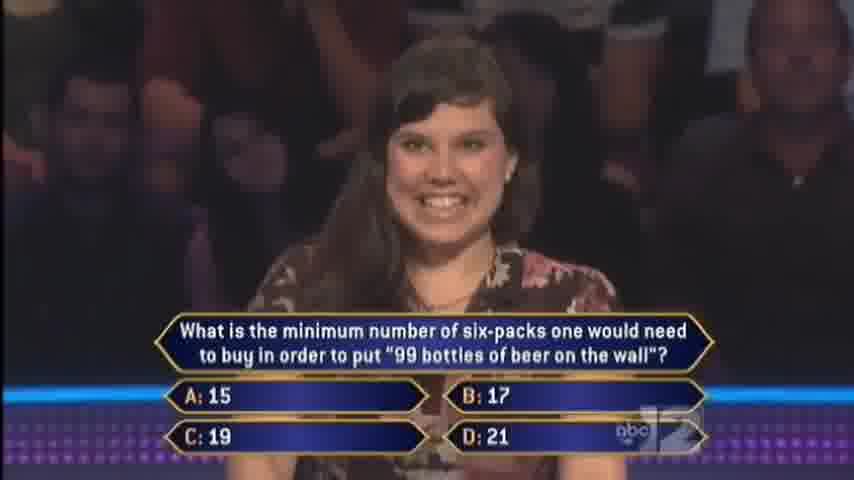 What is the minimum number of six-packs one would need
to buy in order to put "99 bottles of beer on the wall"?
A: 15
B: 17
C: 19
D: 21
abc 12